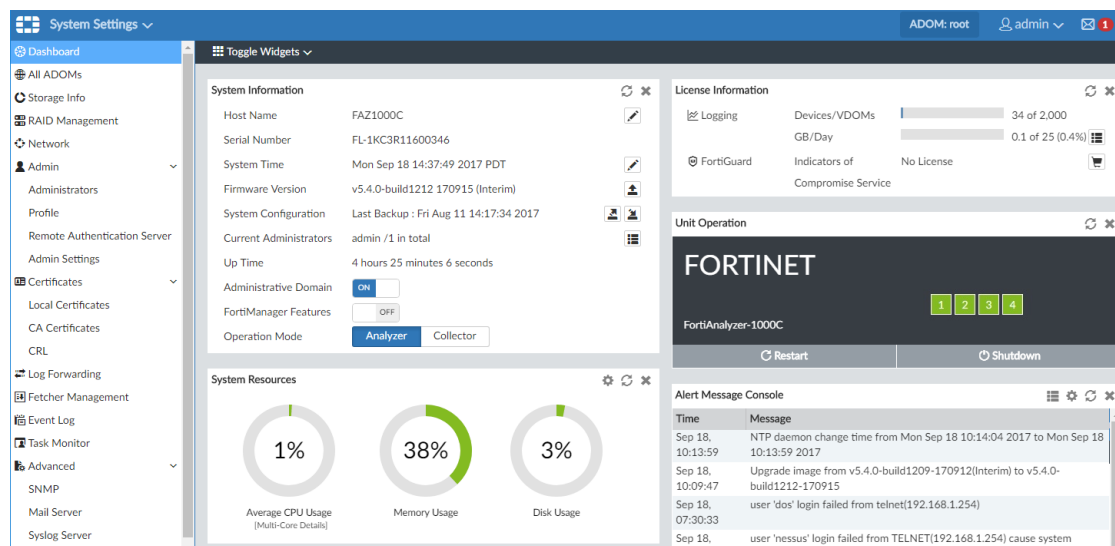 System Settings
ADOM: root
admin
1
Dashboard
All ADOMs
Storage Info
RAID Management
Network
Admin
Administrators
Profile
Remote Authentication Server
Admin Settings
Certificates
Local Certificates
CA Certificates
CRL
Log Forwarding
Fetcher Management
Event Log
Task Monitor
Advanced
SNMP
Mail Server
Syslog Server
Toggle Widgets
System Information
Host Name FAZ1000C
Serial Number FL-1KC3R11600346
System Time Mon Sep 18 14:37:49 2017 PDT
Firmware Version v5.4.0-build1212 170915 (Interim)
System Configuration Last Backup : Fri Aug 11 14:17:34 2017
Current Administrators admin /1 in total
Up Time 4 hours 25 minutes 6 seconds
Administrative Domain ON
FortiManager Features OFF
Operation Mode Analyzer Collector
System Resources
1% 38% 3%
Average CPU Usage Memory Usage Disk Usage
[Multi-Core Details]
License Information
Logging Devices/VDOMs 34 of 2,000
GB/Day 0.1 of 25 (0.4%)
FortiGuard Indicators of No License
Compromise Service
Unit Operation
FORTINET
1 2 3 4
FortiAnalyzer-1000C
Restart Shutdown
Alert Message Console
Time Message
Sep 18, NTP daemon change time from Mon Sep 18 10:14:04 2017 to Mon Sep 18
10:13:59 10:13:59 2017
Sep 18, Upgrade image from v5.4.0-build1209-170912(Interim) to v5.4.0-
10:09:47 build1212-170915
Sep 18, user 'dos' login failed from telnet(192.168.1.254)
07:30:33
Sep 18, user 'nessus' login failed from TELNET(192.168.1.254) cause system